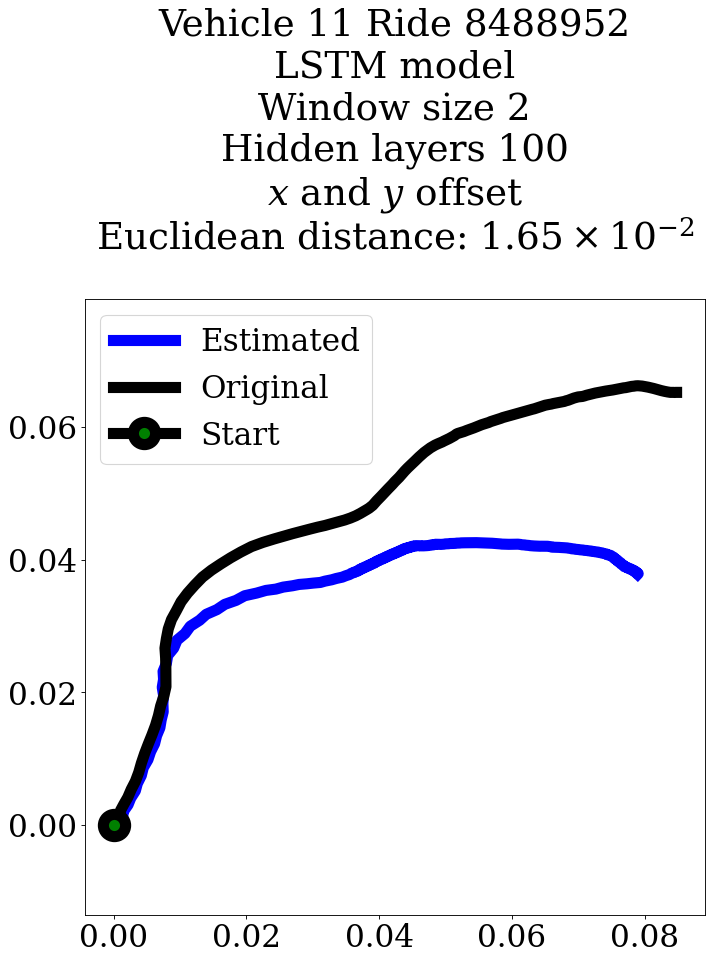 Vehicle 11 Ride 8488952
LSTM model
Window size 2
Hidden layers 100
x and y offset
Euclidean distance: 1.65 × 10⁻²
Estimated
Original
Start
0.06
0.04
0.02
0.00
0.00 0.02 0.04 0.06 0.08